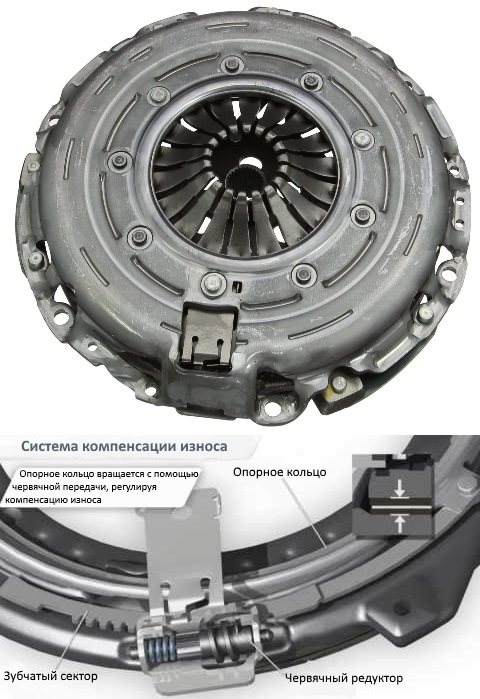 Система компенсации износа
Опорное кольцо вращается с помощью
червячной передачи, регулируя
компенсацию износа
Опорное кольцо
Зубчатый сектор
Червячный редуктор